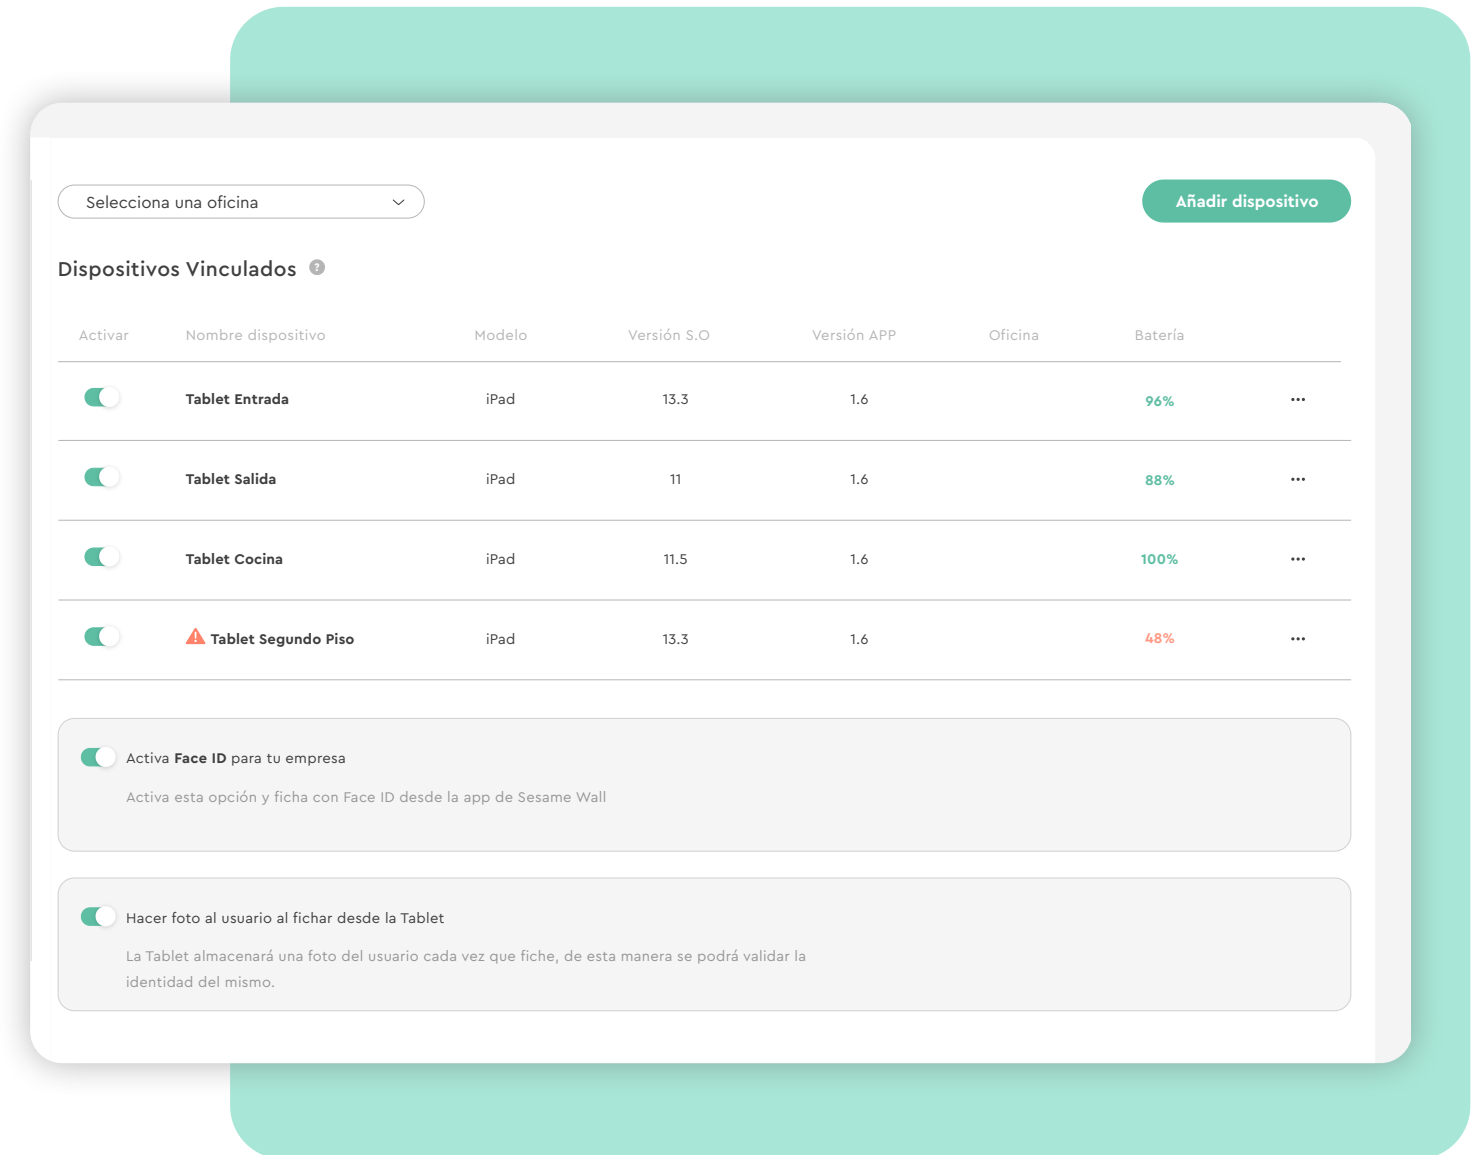 Selecciona una oficina
Añadir dispositivo
Dispositivos Vinculados ?
Activar Nombre dispositivo Modelo Versión S.O Versión APP Oficina Batería
Tablet Entrada iPad 13.3 1.6 96% ...
Tablet Salida iPad 11 1.6 88% ...
Tablet Cocina iPad 11.5 1.6 100% ...
Tablet Segundo Piso iPad 13.3 1.6 48% ...
Activa Face ID para tu empresa
Activa esta opción y ficha con Face ID desde la app de Sesame Wall
Hacer foto al usuario al fichar desde la Tablet
La Tablet almacenará una foto del usuario cada vez que fiche, de esta manera se podrá validar la
identidad del mismo.